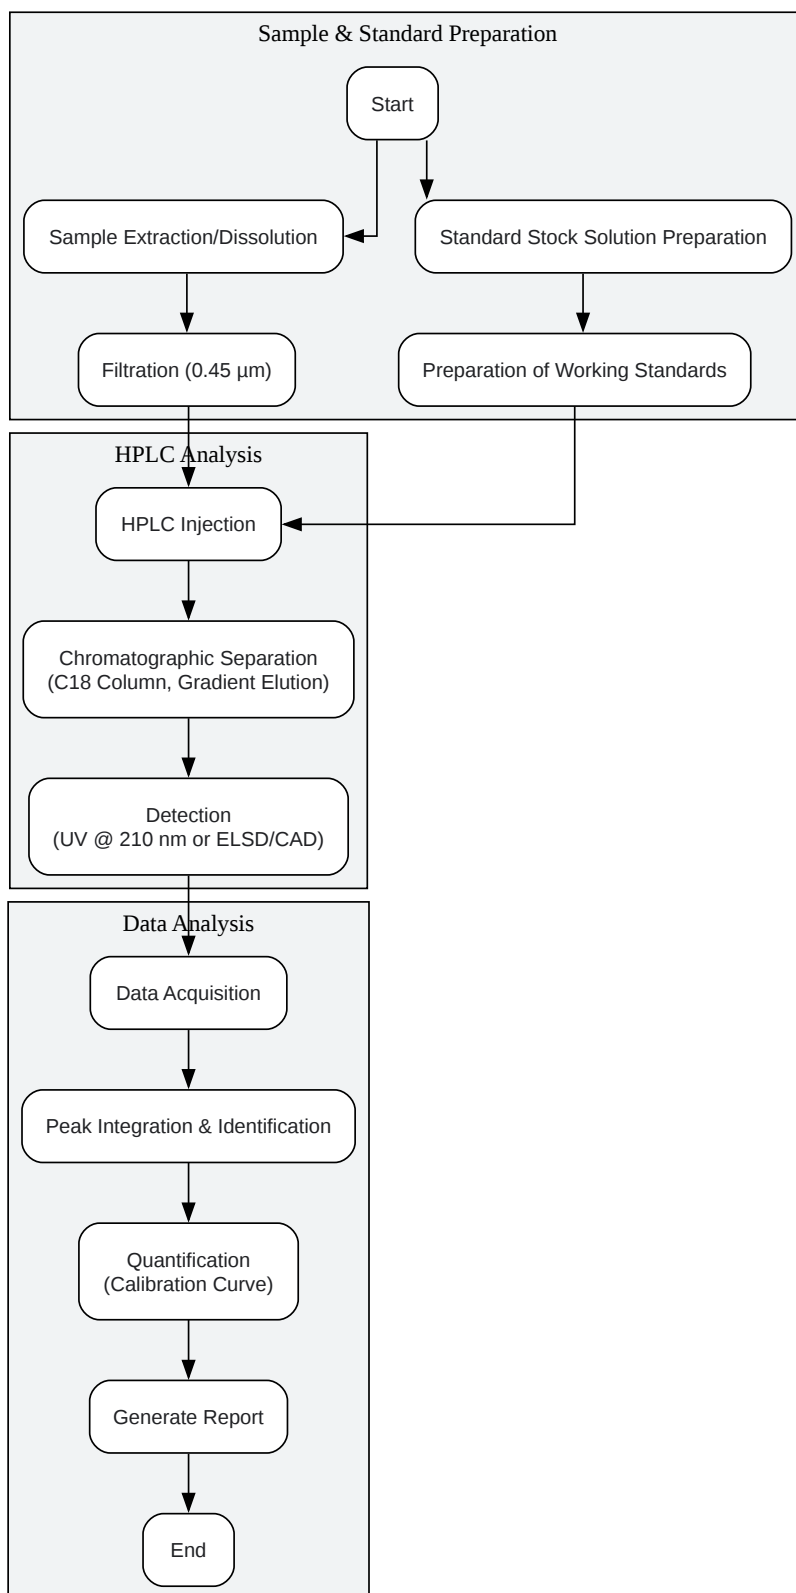 Sample & Standard Preparation
Start
Sample Extraction/Dissolution
Standard Stock Solution Preparation
Filtration (0.45 µm)
Preparation of Working Standards
HPLC Analysis
HPLC Injection
Chromatographic Separation
(C18 Column, Gradient Elution)
Detection
(UV @ 210 nm or ELSD/CAD)
Data Analysis
Data Acquisition
Peak Integration & Identification
Quantification
(Calibration Curve)
Generate Report
End